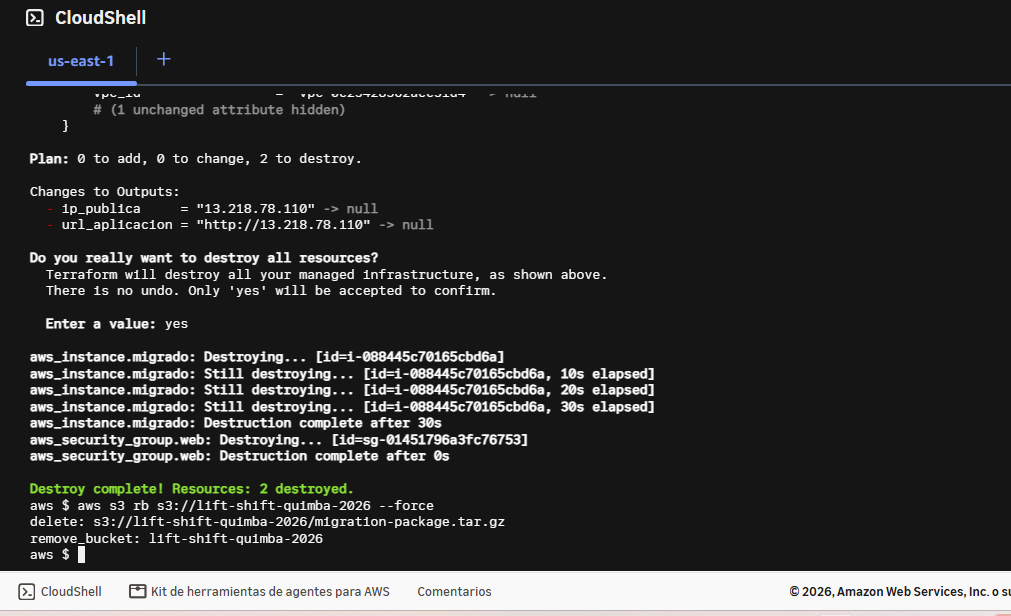 CloudShell
us-east-1
# (1 unchanged attribute hidden)
}
Plan: 0 to add, 0 to change, 2 to destroy.
Changes to Outputs:
- ip_publica = "13.218.78.110" -> null
- url_aplicacion = "http://13.218.78.110" -> null
Do you really want to destroy all resources?
Terraform will destroy all your managed infrastructure, as shown above.
There is no undo. Only 'yes' will be accepted to confirm.
Enter a value: yes
aws_instance.migrado: Destroying... [id=i-088445c70165cbd6a]
aws_instance.migrado: Still destroying... [id=i-088445c70165cbd6a, 10s elapsed]
aws_instance.migrado: Still destroying... [id=i-088445c70165cbd6a, 20s elapsed]
aws_instance.migrado: Still destroying... [id=i-088445c70165cbd6a, 30s elapsed]
aws_instance.migrado: Destruction complete after 30s
aws_security_group.web: Destroying... [id=sg-01451796a3fc76753]
aws_security_group.web: Destruction complete after 0s
Destroy complete! Resources: 2 destroyed.
aws $ aws s3 rb s3://lift-shift-quimba-2026 --force
delete: s3://lift-shift-quimba-2026/migration-package.tar.gz
remove_bucket: lift-shift-quimba-2026
aws $
CloudShell Kit de herramientas de agentes para AWS Comentarios © 2026, Amazon Web Services, Inc. o